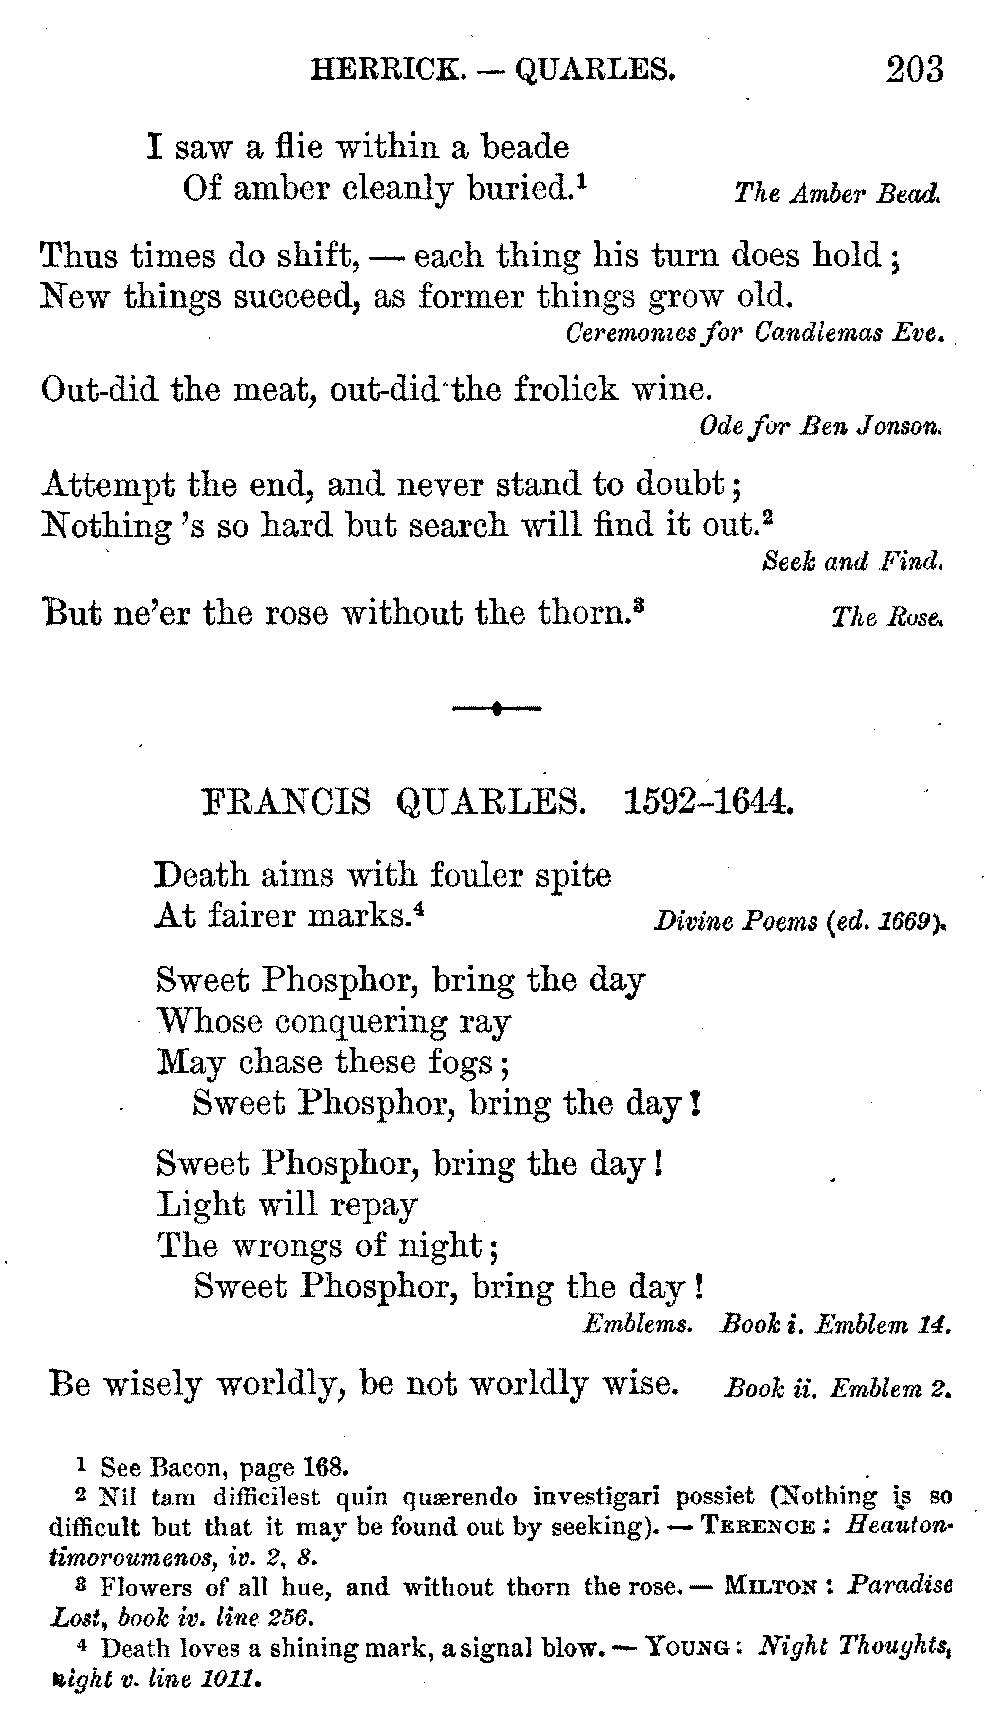 HERRICK. — QUARLES. 203
I saw a flie within a beade
Of amber cleanly buried.¹ The Amber Bead.
Thus times do shift, — each thing his turn does hold;
New things succeed, as former things grow old.
Ceremonies for Candlemas Eve.
Out-did the meat, out-did the frolick wine.
Ode for Ben Jonson.
Attempt the end, and never stand to doubt;
Nothing 's so hard but search will find it out.²
Seek and Find.
But ne'er the rose without the thorn.³ The Rose.
FRANCIS QUARLES. 1592–1644.
Death aims with fouler spite
At fairer marks.⁴ Divine Poems (ed. 1669).
Sweet Phosphor, bring the day
Whose conquering ray
May chase these fogs;
Sweet Phosphor, bring the day!
Sweet Phosphor, bring the day!
Light will repay
The wrongs of night;
Sweet Phosphor, bring the day!
Emblems. Book i. Emblem 14.
Be wisely worldly, be not worldly wise. Book ii. Emblem 2.
¹ See Bacon, page 168.
² Nil tam difficilest quin quærendo investigari possiet (Nothing is so
difficult but that it may be found out by seeking). — TERENCE: Heauton-
timoroumenos, iv. 2, 8.
³ Flowers of all hue, and without thorn the rose. — MILTON: Paradise
Lost, book iv. line 256.
⁴ Death loves a shining mark, a signal blow. — YOUNG: Night Thoughts,
night v. line 1011.